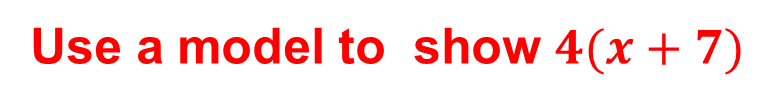 Use a model to show 4(x + 7)